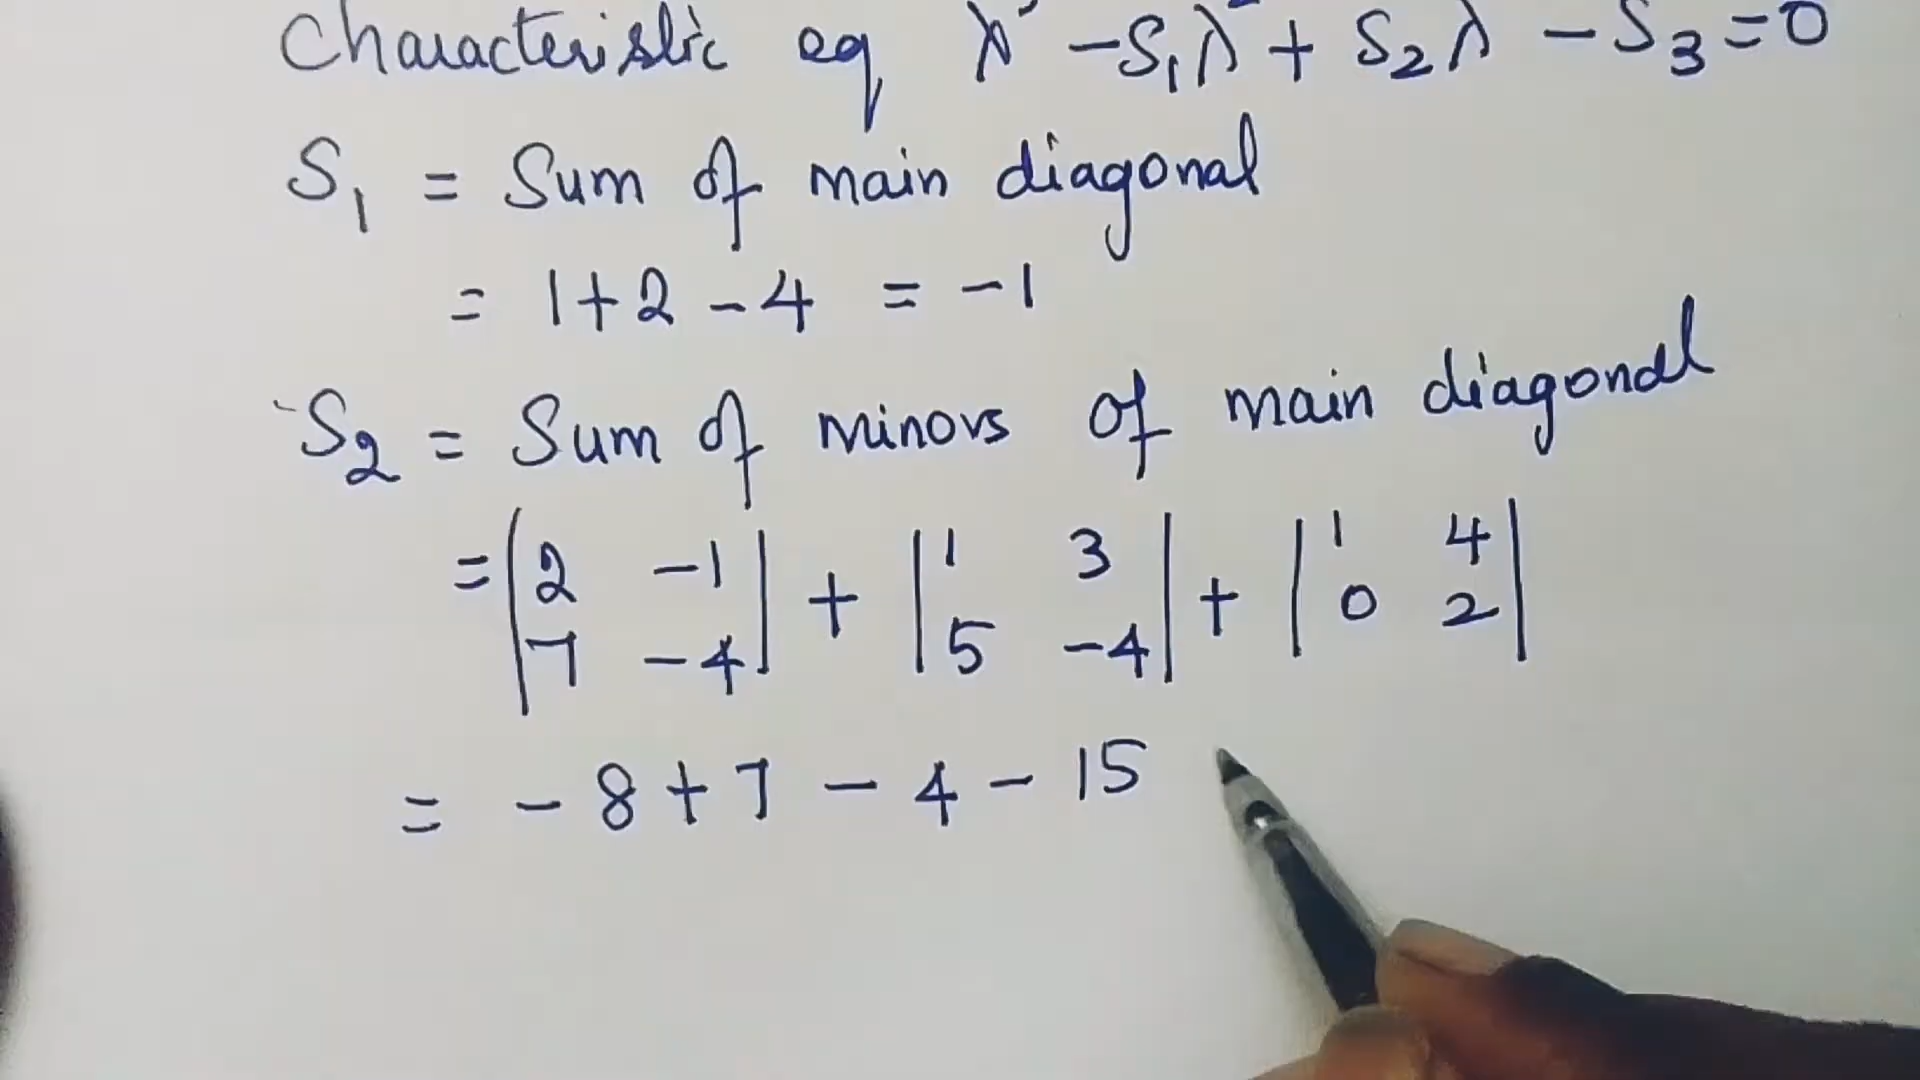 Characteristic eq λ³ - S₁λ² + S₂λ - S₃ = 0
S₁ = Sum of main diagonal
= 1 + 2 - 4 = -1
S₂ = Sum of minors of main diagonal
= |2 -1| + |1 3| + |1 4|
|7 -4| |5 -4| |0 2|
= - 8 + 7 - 4 - 15